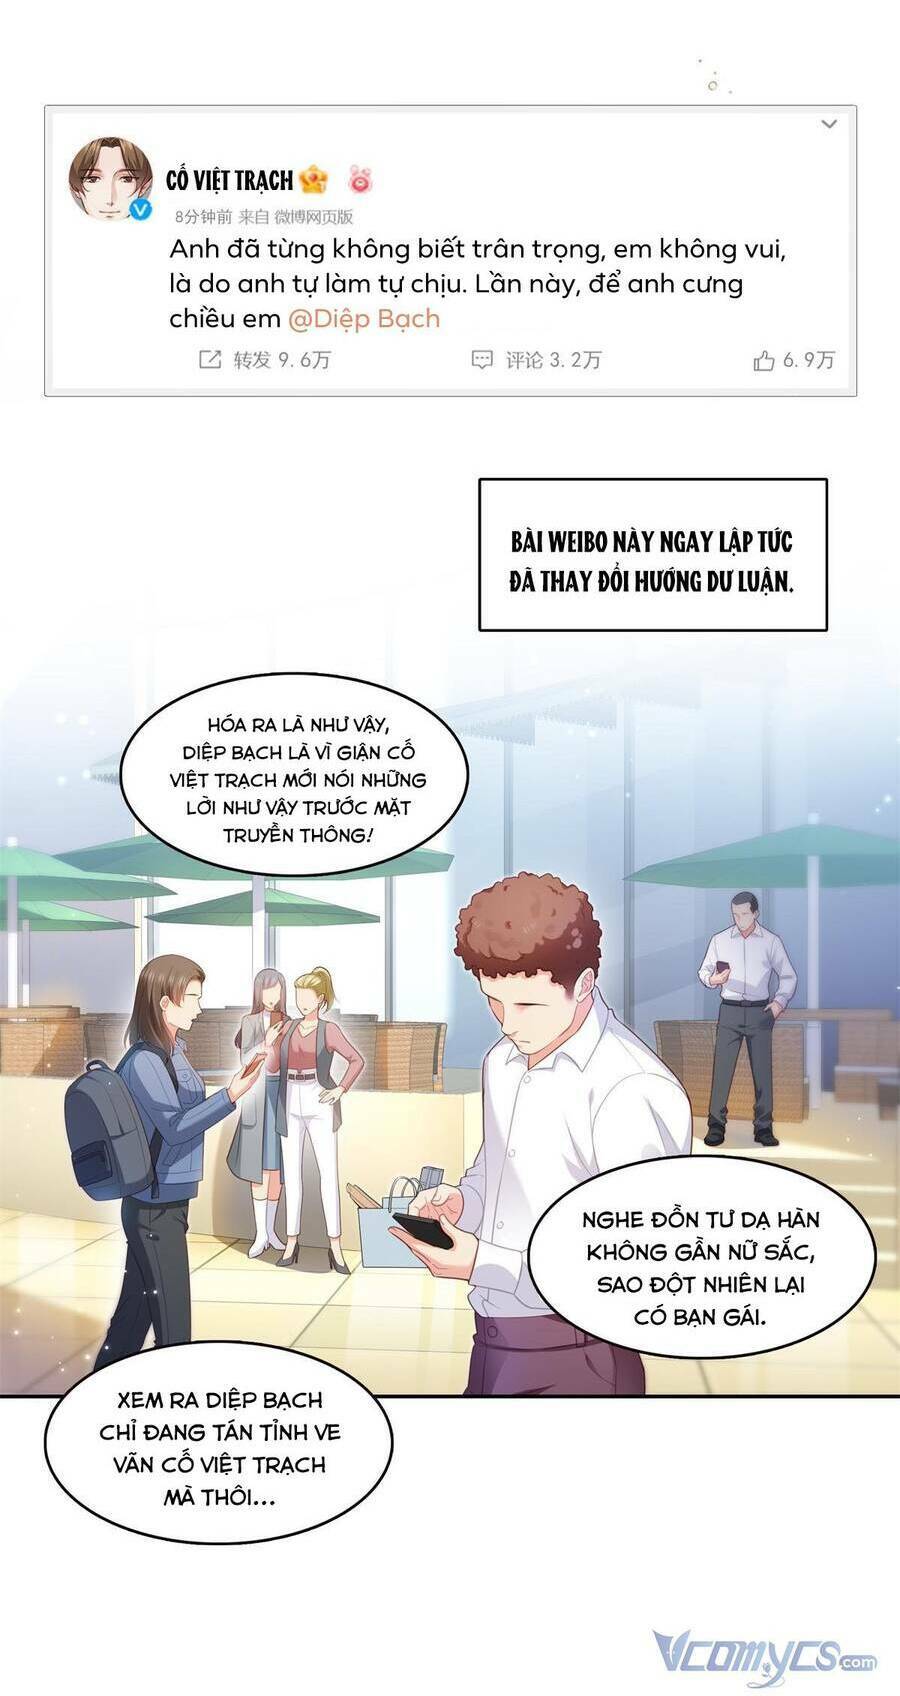 CỐ VIỆT TRẠCH
8分钟前 来自 微博网页版
Anh đã từng không biết trân trọng, em không vui,
là do anh tự làm tự chịu. Lần này, để anh cưng
chiều em @Diệp Bạch
转发 9.6万 评论 3.2万 6.9万
BÀI WEIBO NÀY NGAY LẬP TỨC
ĐÃ THAY ĐỔI HƯỚNG DƯ LUẬN.
HÓA RA LÀ NHƯ VẬY,
DIỆP BẠCH LÀ VÌ GIẬN CỐ
VIỆT TRẠCH MỚI NÓI NHỮNG
LỜI NHƯ VẬY TRƯỚC MẶT
TRUYỀN THÔNG!
NGHE ĐỒN TƯ DẠ HÀN
KHÔNG GẦN NỮ SẮC,
SAO ĐỘT NHIÊN LẠI
CÓ BẠN GÁI.
XEM RA DIỆP BẠCH
CHỈ ĐANG TÁN TỈNH VE
VÃN CỐ VIỆT TRẠCH
MÀ THÔI...
VCOMYCS.com